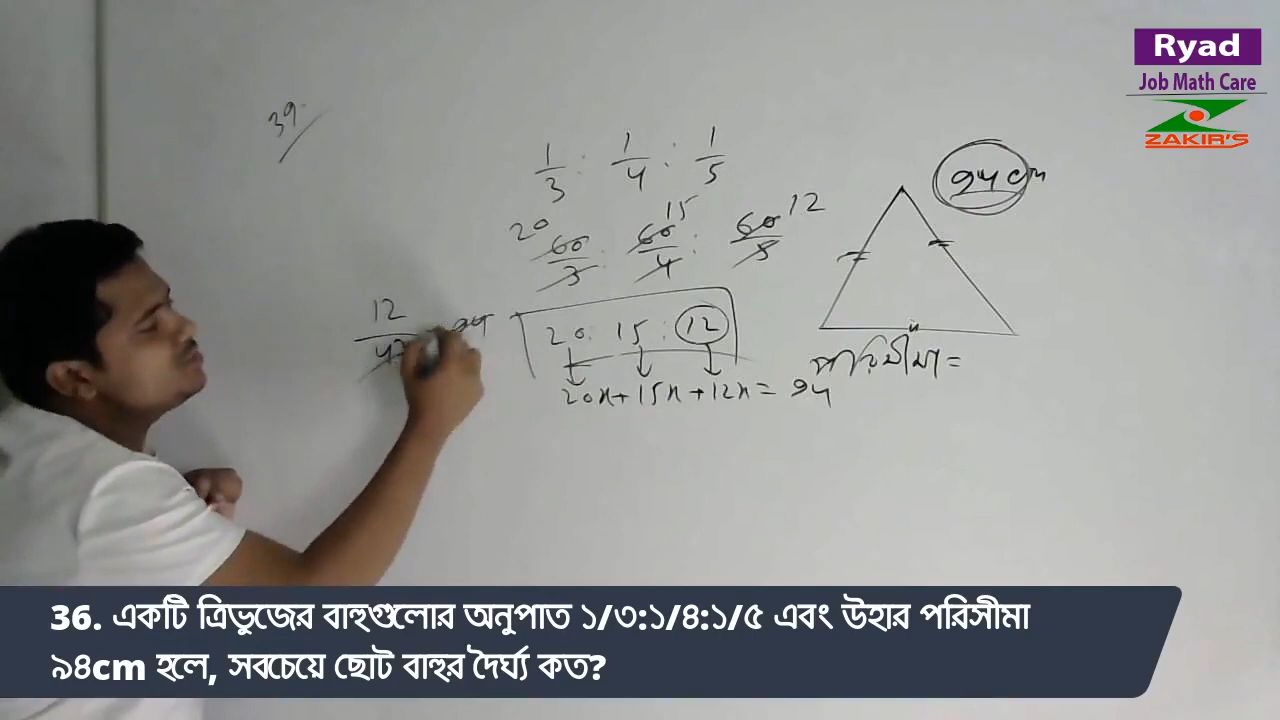 Ryad
Job Math Care
ZAKIR'S
39.
1/3 : 1/4 : 1/5
94 cm
20 15 12
60/3 : 60/4 : 60/5
12
20 : 15 : 12
পরিসীমা =
20x+15x+12x = 94
36. একটি ত্রিভুজের বাহুগুলোর অনুপাত ১/৩:১/৪:১/৫ এবং উহার পরিসীমা
৯৪cm হলে, সবচেয়ে ছোট বাহুর দৈর্ঘ্য কত?